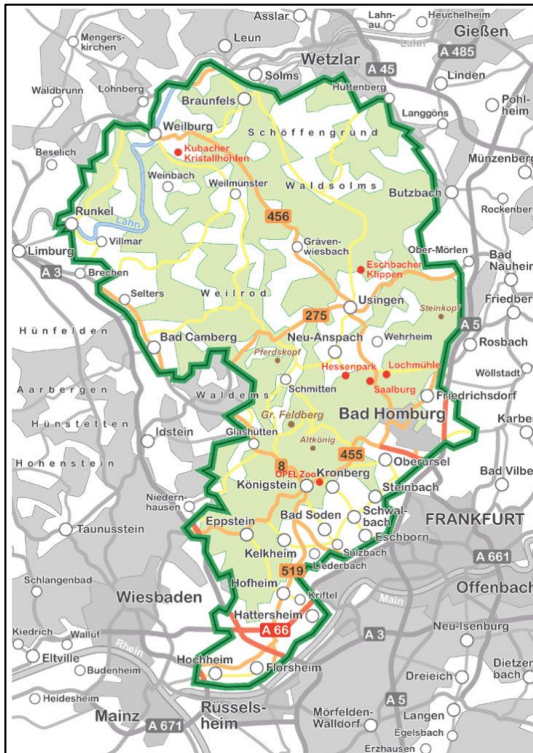 Asslar
Lahn-
au
Heuchelheim
Gießen
Menger-
kirchen
Leun
Wetzlar
Lahn
A 485
Solms
A 45
Linden
Waldbrunn
Lohnberg
Braunfels
Hüttenberg
Pohl-
heim
Langgöns
Weilburg
Schöffengrund
Kubacher
Kristallhöhlen
Beselich
Münzenberg
Weinbach
Weilmünster
Waldsolms
Butzbach
Rockenberg
Runkel
Lahn
456
Villmar
Gräven-
wiesbach
Limburg
Ober-Mörlen
A 3
Brechen
Eschbacher
Klippen
Bad
Nauheim
Selters
Weilrod
Usingen
275
Steinkopf
Friedberg
A 5
Hünfelden
Bad Camberg
Neu-Anspach
Wehrheim
Rosbach
Pferdskopf
Hessenpark
Lochmühle
Wöllstadt
Aarbergen
Waldems
Schmitten
Saalburg
Friedrichsdorf
Hünstetten
Gr. Feldberg
Bad Homburg
Karben
Idstein
Glashütten
Altkönig
Hohenstein
455
Oberursel
8
OPEL Zoo
Kronberg
Bad Vilbel
Königstein
Steinbach
Niedern-
hausen
Bad Soden
Schwal-
bach
FRANKFURT
Eppstein
Taunusstein
Eschborn
Kelkheim
Sulzbach
A 661
Liederbach
519
Schlangenbad
Hofheim
Offenbach
Wiesbaden
Kriftel
Main
Hattersheim
Kiedrich
Walluf
A 66
A 3
Neu-Isenburg
Eltville
Rhein
Budenheim
Hochheim
Flörsheim
Dreieich
Dietzen-
bach
Heidesheim
Rüssels-
heim
A 5
Mainz
A 671
Mörfelden-
Walldorf
Langen
Egelsbach
Erzhausen